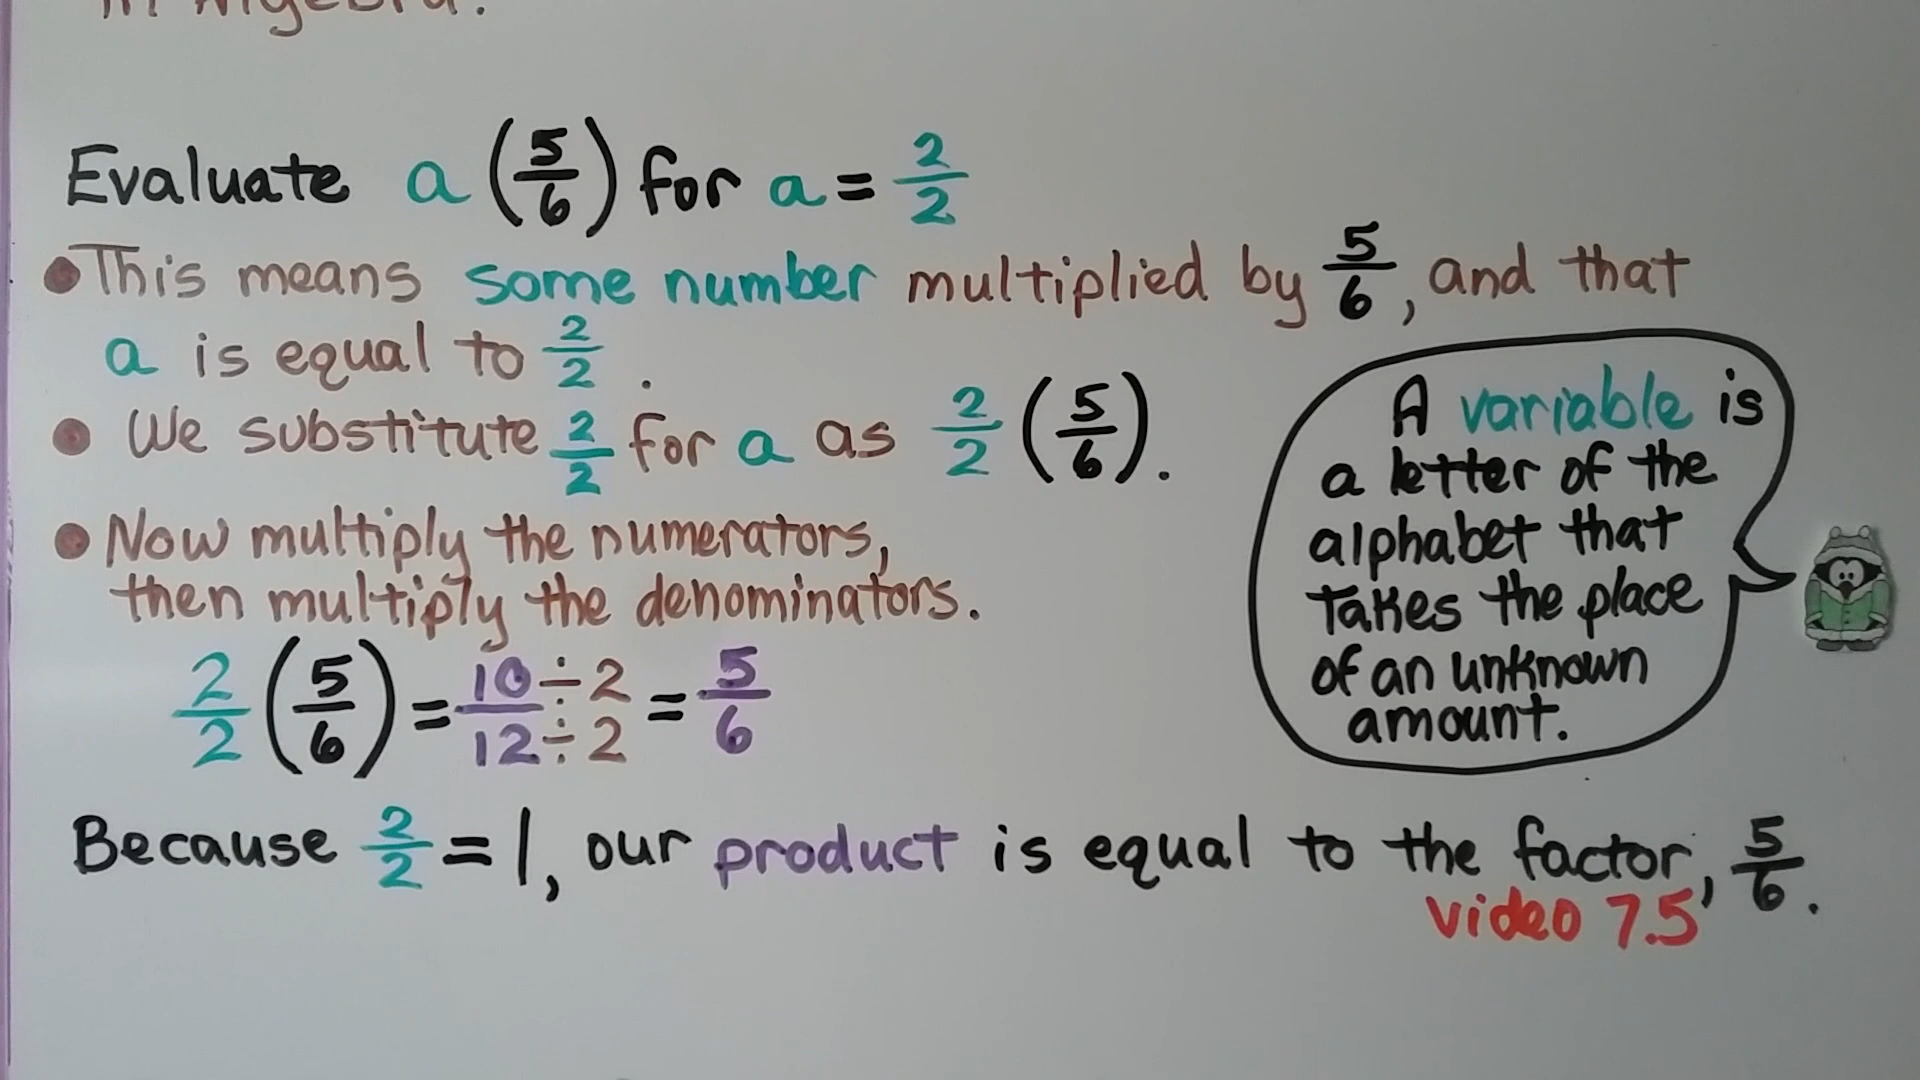 in Algebra.
Evaluate a (5/6) for a = 2/2
• This means some number multiplied by 5/6, and that
a is equal to 2/2.
• We substitute 2/2 for a as 2/2 (5/6).
• Now multiply the numerators,
then multiply the denominators.
2/2 (5/6) = 10÷2/12÷2 = 5/6
A variable is
a letter of the
alphabet that
takes the place
of an unknown
amount.
Because 2/2 = 1, our product is equal to the factor, 5/6.
video 7.5